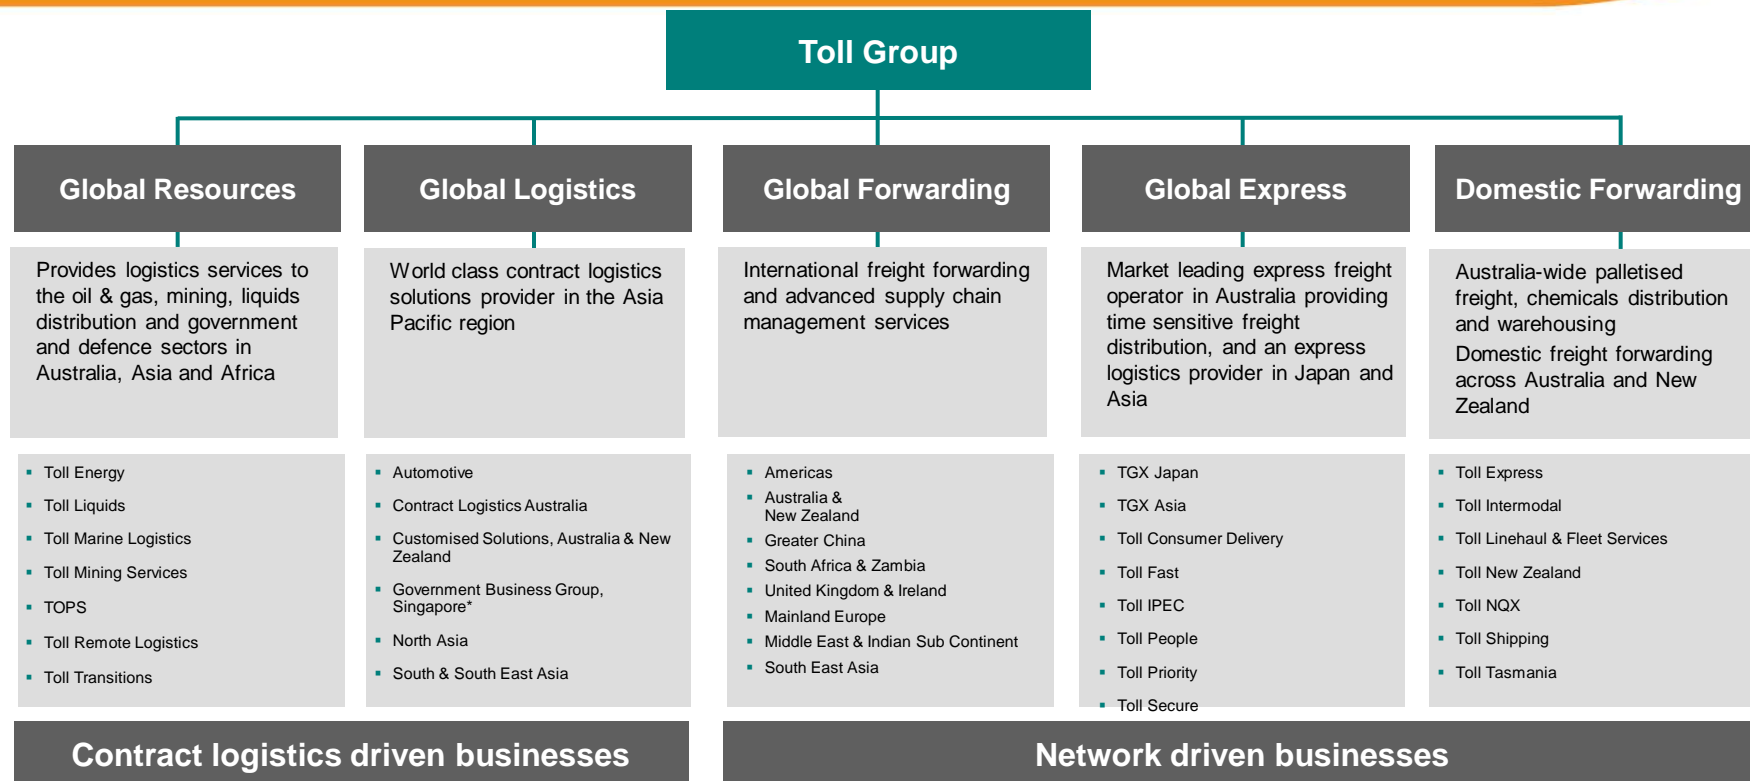 Toll Group
Global Resources
Global Logistics
Global Forwarding
Global Express
Domestic Forwarding
Provides logistics services to
the oil & gas, mining, liquids
distribution and government
and defence sectors in
Australia, Asia and Africa
World class contract logistics
solutions provider in the Asia
Pacific region
International freight forwarding
and advanced supply chain
management services
Market leading express freight
operator in Australia providing
time sensitive freight
distribution, and an express
logistics provider in Japan and
Asia
Australia-wide palletised
freight, chemicals distribution
and warehousing
Domestic freight forwarding
across Australia and New
Zealand
▪ Toll Energy
▪ Toll Liquids
▪ Toll Marine Logistics
▪ Toll Mining Services
▪ TOPS
▪ Toll Remote Logistics
▪ Toll Transitions
▪ Automotive
▪ Contract Logistics Australia
▪ Customised Solutions, Australia & New
Zealand
▪ Government Business Group,
Singapore*
▪ North Asia
▪ South & South East Asia
▪ Americas
▪ Australia &
New Zealand
▪ Greater China
▪ South Africa & Zambia
▪ United Kingdom & Ireland
▪ Mainland Europe
▪ Middle East & Indian Sub Continent
▪ South East Asia
▪ TGX Japan
▪ TGX Asia
▪ Toll Consumer Delivery
▪ Toll Fast
▪ Toll IPEC
▪ Toll People
▪ Toll Priority
▪ Toll Secure
▪ Toll Express
▪ Toll Intermodal
▪ Toll Linehaul & Fleet Services
▪ Toll New Zealand
▪ Toll NQX
▪ Toll Shipping
▪ Toll Tasmania
Contract logistics driven businesses
Network driven businesses